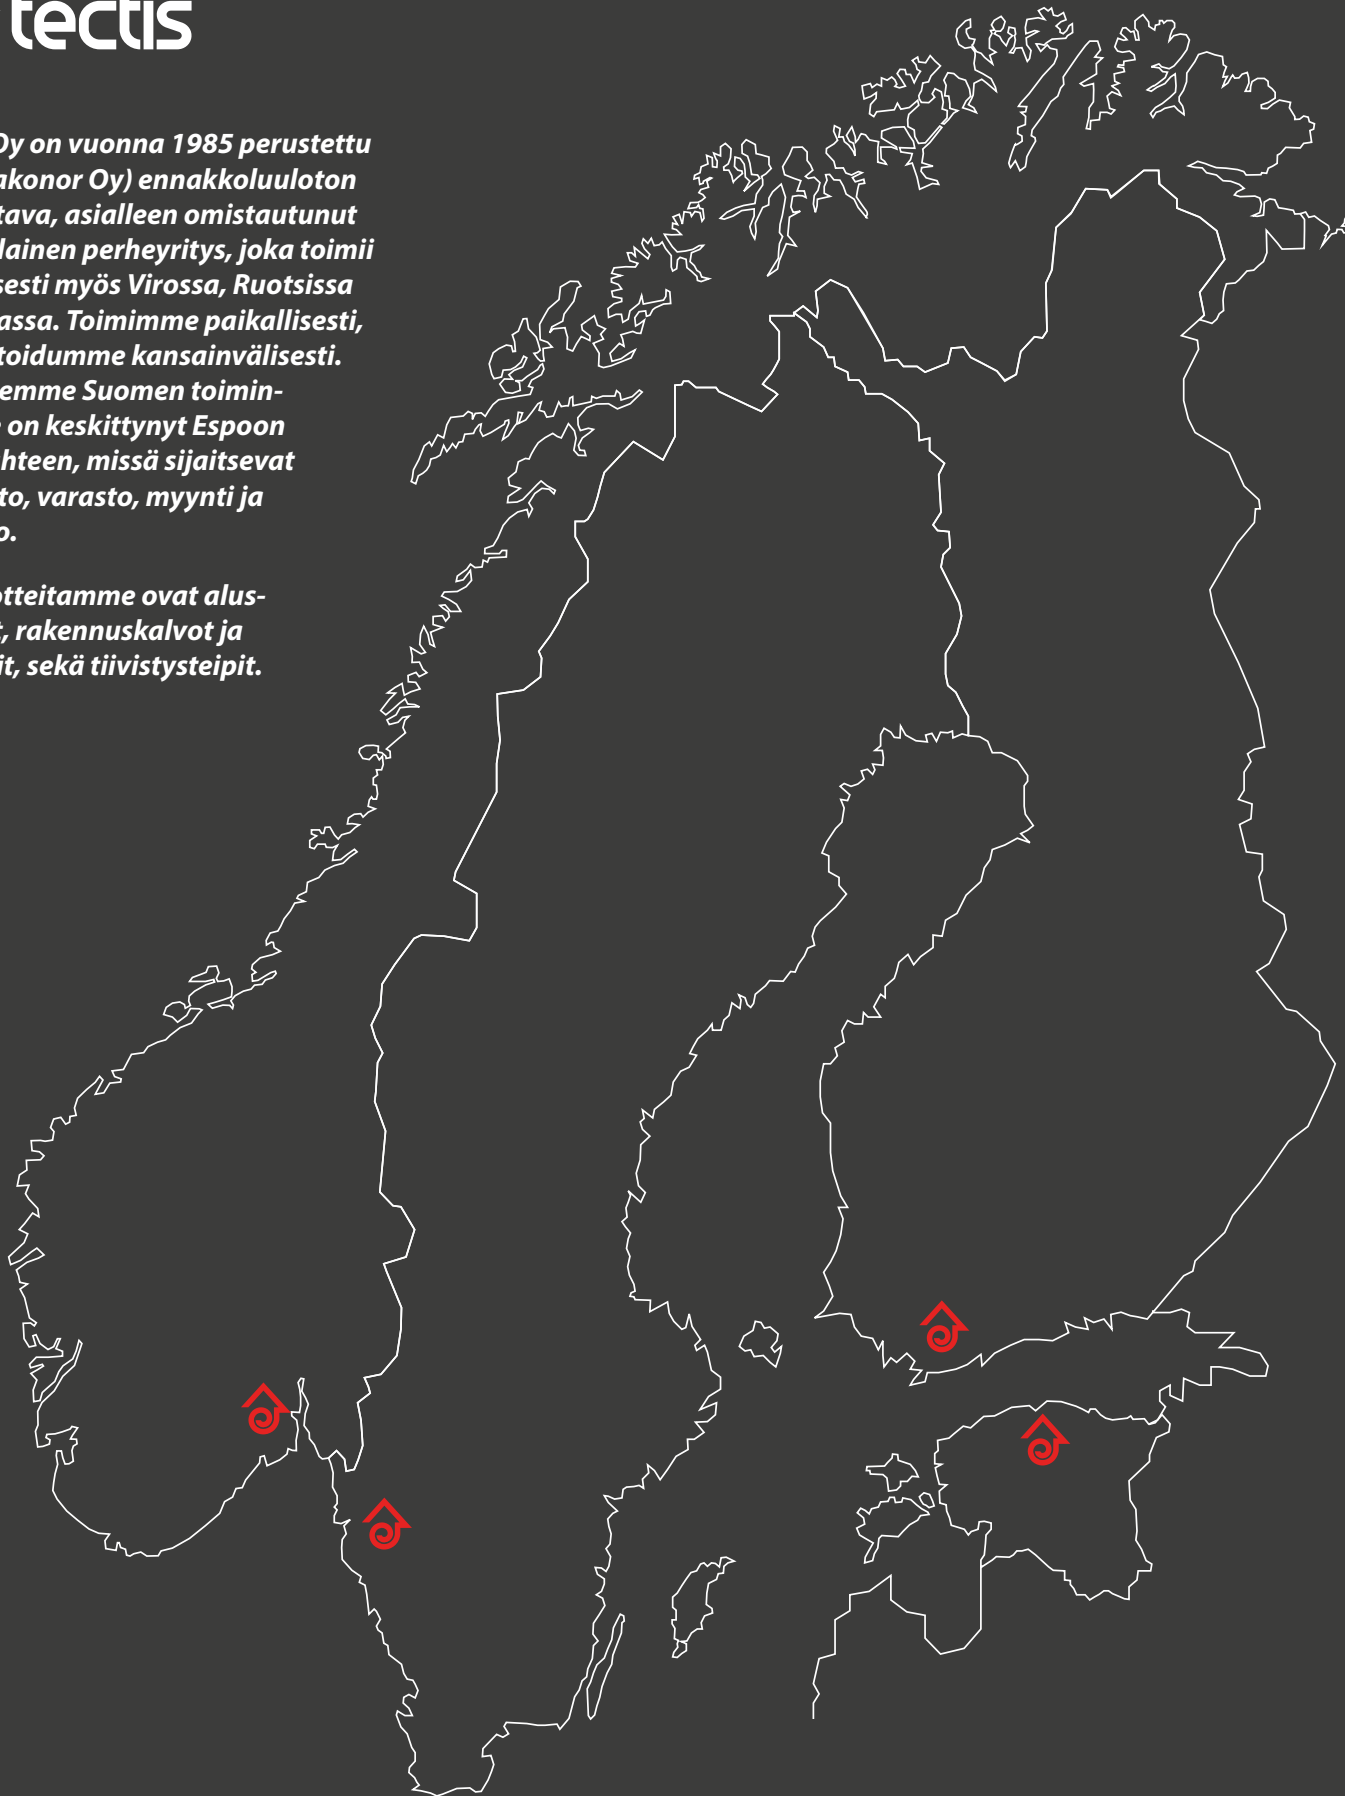 tectis
Oy on vuonna 1985 perustettu
akonor Oy) ennakkoluuloton
tava, asialleen omistautunut
lainen perheyritys, joka toimii
sesti myös Virossa, Ruotsissa
assa. Toimimme paikallisesti,
toidumme kansainvälisesti.
emme Suomen toimin-
e on keskittynyt Espoon
hteen, missä sijaitsevat
to, varasto, myynti ja
o.
otteitamme ovat alus-
t, rakennuskalvot ja
it, sekä tiivistysteipit.